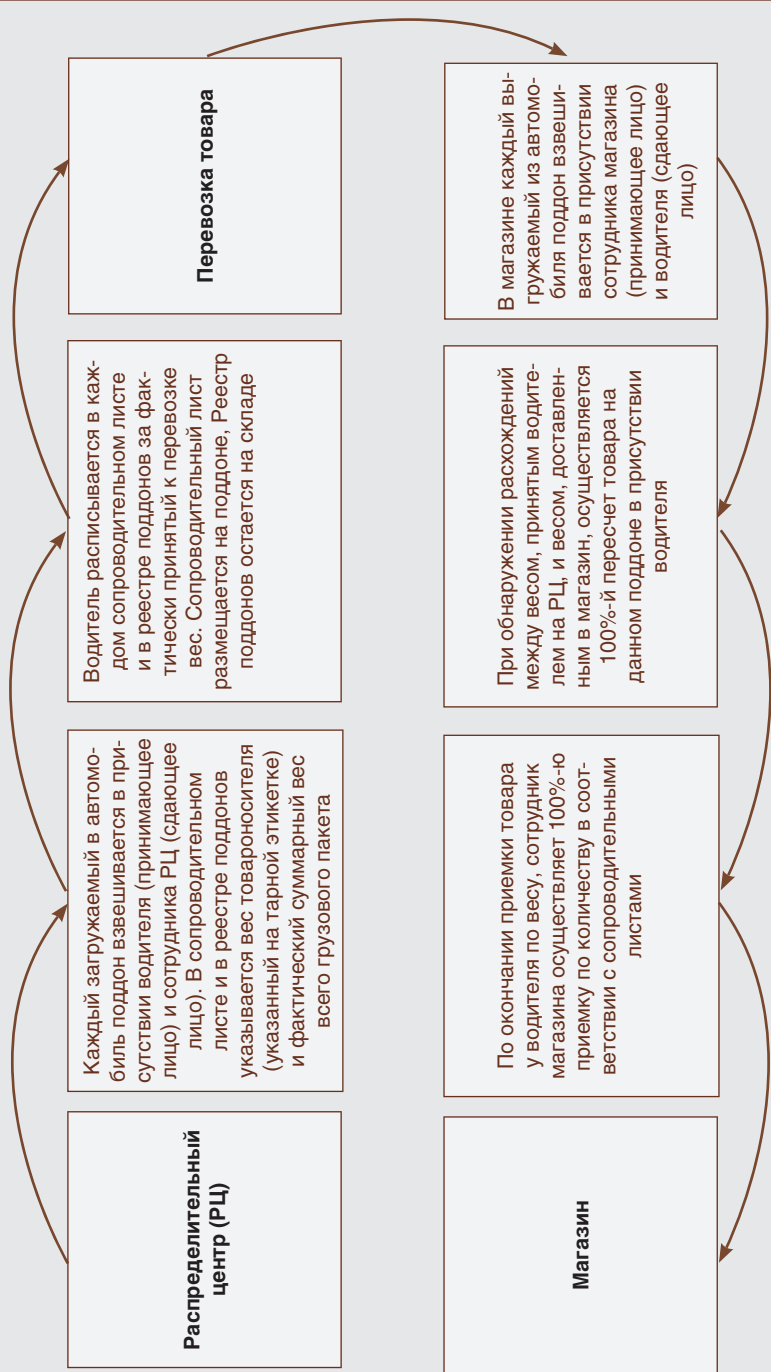 Распределительный
центр (РЦ)
Каждый загружаемый в автомо-
биль поддон взвешивается в при-
сутствии водителя (принимающее
лицо) и сотрудника РЦ (сдающее
лицо). В сопроводительном
листе и в реестре поддонов
указывается вес товароносителя
(указанный на тарной этикетке)
и фактический суммарный вес
всего грузового пакета
Водитель расписывается в каж-
дом сопроводительном листе
и в реестре поддонов за фак-
тически принятый к перевозке
вес. Сопроводительный лист
размещается на поддоне, Реестр
поддонов остается на складе
Перевозка товара
В магазине каждый вы-
гружаемый из автомо-
биля поддон взвеши-
вается в присутствии
сотрудника магазина
(принимающее лицо)
и водителя (сдающее
лицо)
При обнаружении расхождений
между весом, принятым водите-
лем на РЦ, и весом, доставлен-
ным в магазин, осуществляется
100%-й пересчет товара на
данном поддоне в присутствии
водителя
По окончании приемки товара
у водителя по весу, сотрудник
магазина осуществляет 100%-ю
приемку по количеству в соот-
ветствии с сопроводительными
листами
Магазин